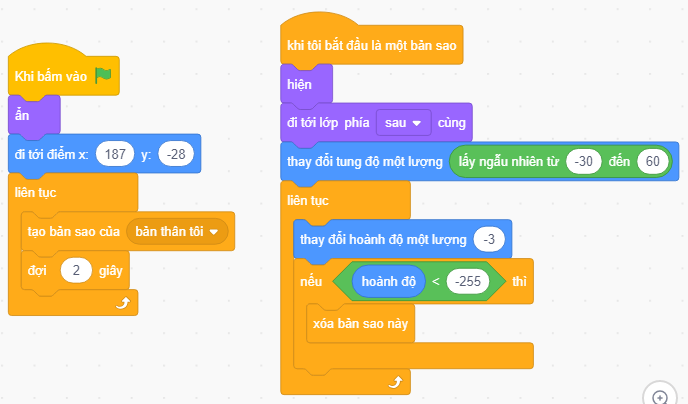 Khi bấm vào
ẩn
đi tới điểm x: 187 y: -28
liên tục
tạo bản sao của bản thân tôi
đợi 2 giây
khi tôi bắt đầu là một bản sao
hiện
đi tới lớp phía sau cùng
thay đổi tung độ một lượng lấy ngẫu nhiên từ -30 đến 60
liên tục
thay đổi hoành độ một lượng -3
nếu hoành độ < -255 thì
xóa bản sao này